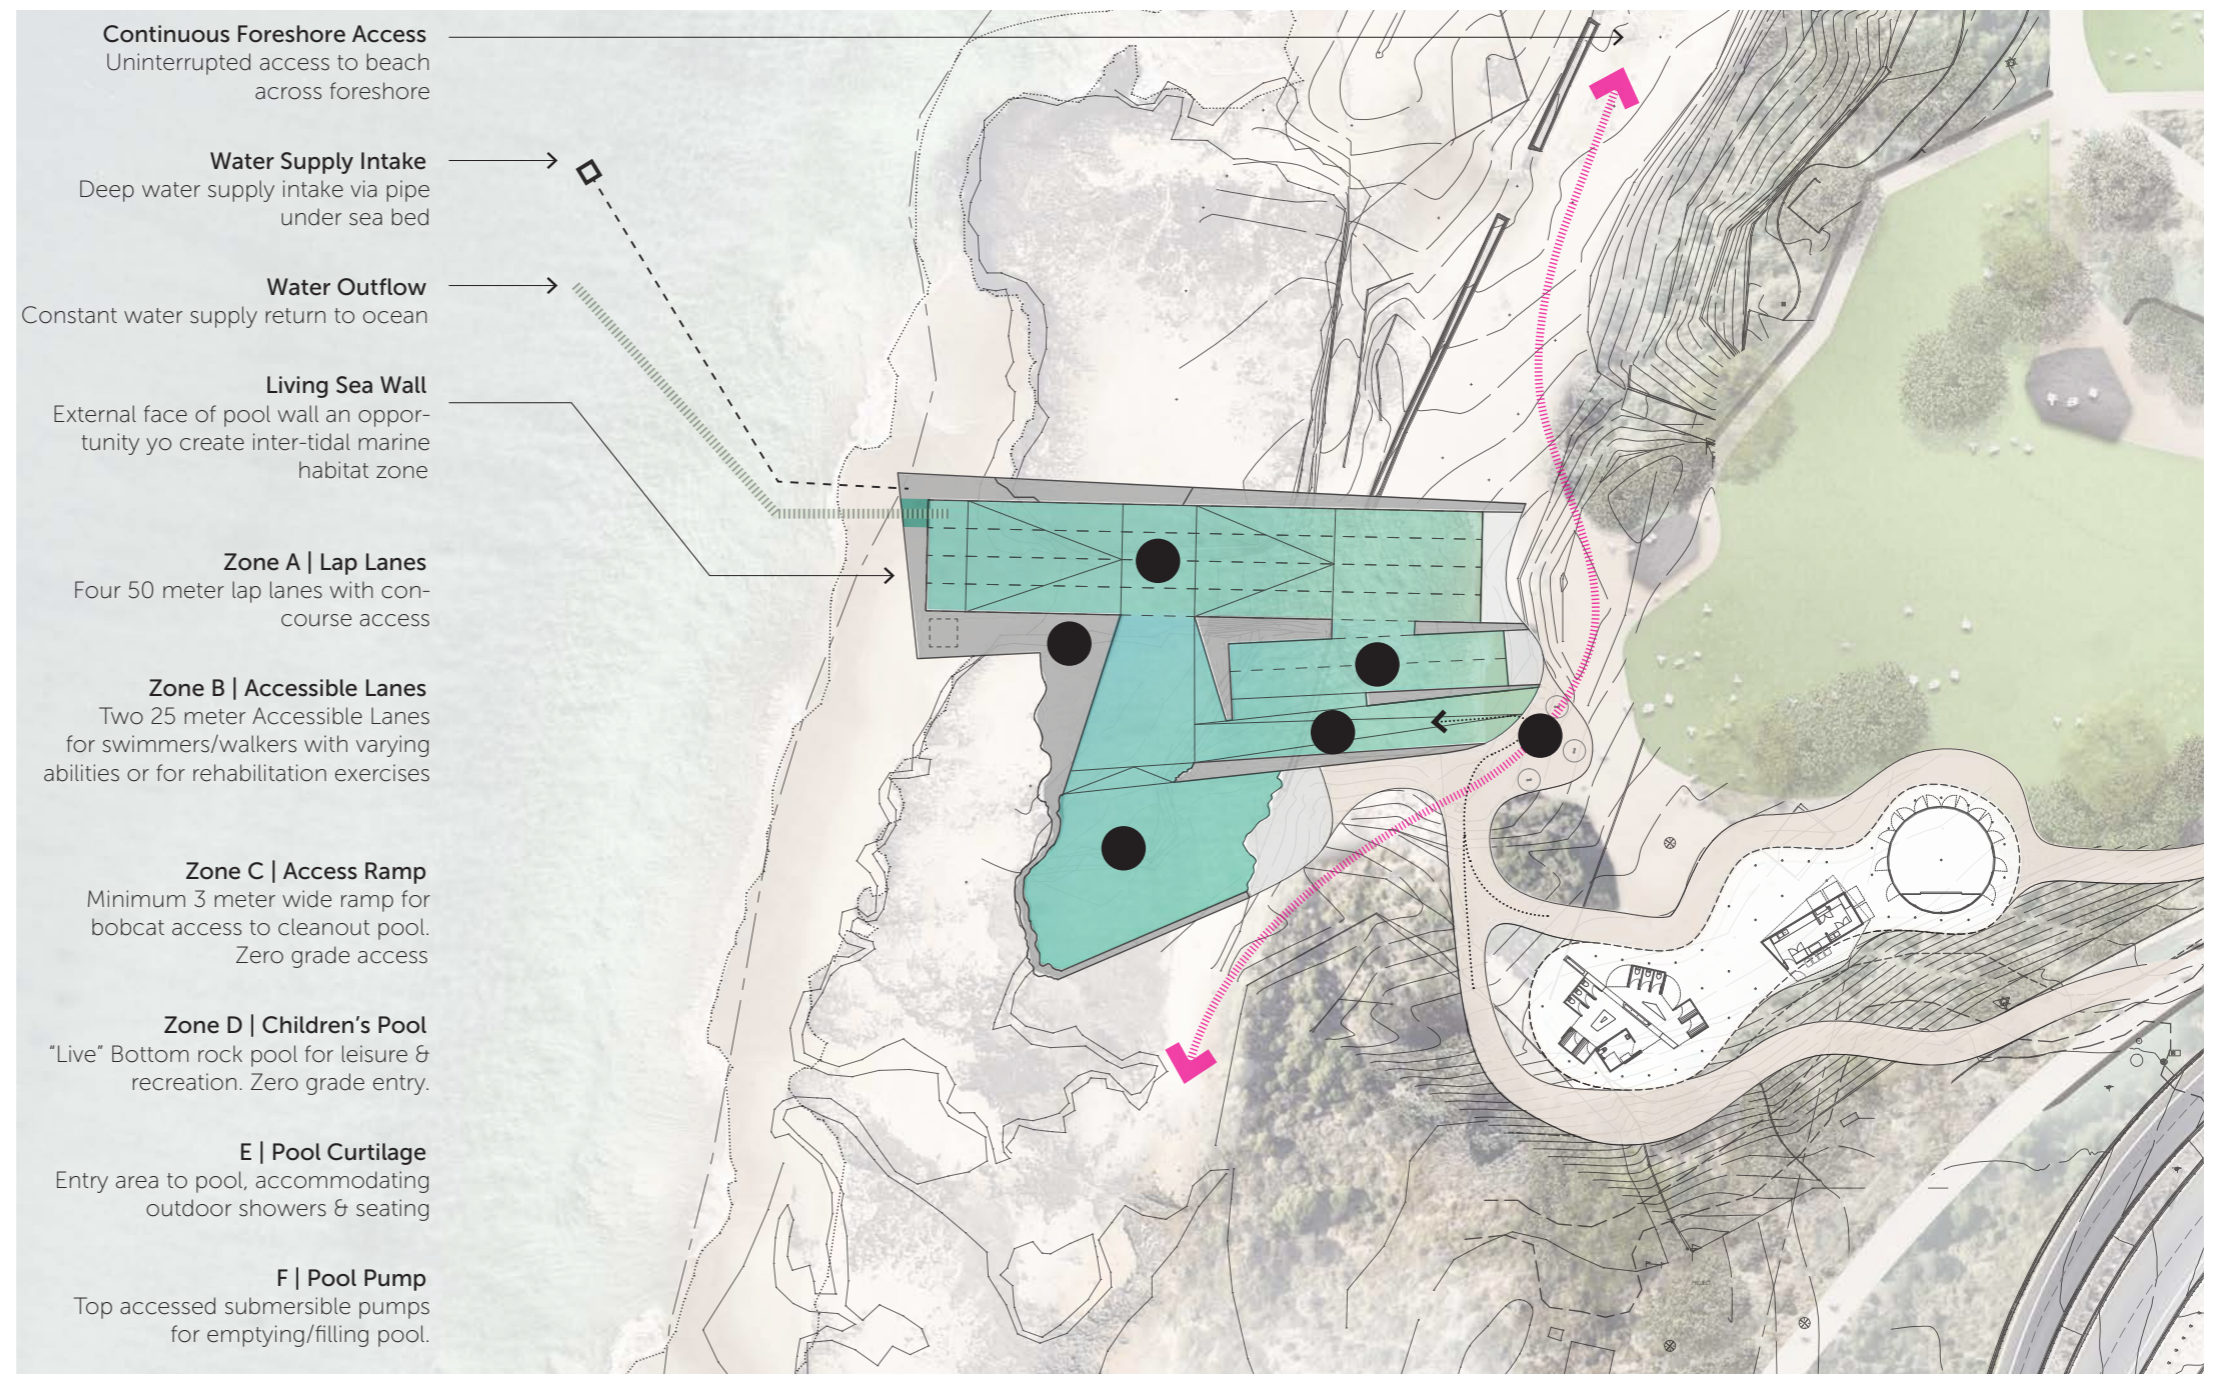 Continuous Foreshore Access
Uninterrupted access to beach
across foreshore
Water Supply Intake
Deep water supply intake via pipe
under sea bed
Water Outflow
Constant water supply return to ocean
Living Sea Wall
External face of pool wall an oppor-
tunity yo create inter-tidal marine
habitat zone
Zone A | Lap Lanes
Four 50 meter lap lanes with con-
course access
Zone B | Accessible Lanes
Two 25 meter Accessible Lanes
for swimmers/walkers with varying
abilities or for rehabilitation exercises
Zone C | Access Ramp
Minimum 3 meter wide ramp for
bobcat access to cleanout pool.
Zero grade access
Zone D | Children's Pool
"Live" Bottom rock pool for leisure &
recreation. Zero grade entry.
E | Pool Curtilage
Entry area to pool, accommodating
outdoor showers & seating
F | Pool Pump
Top accessed submersible pumps
for emptying/filling pool.